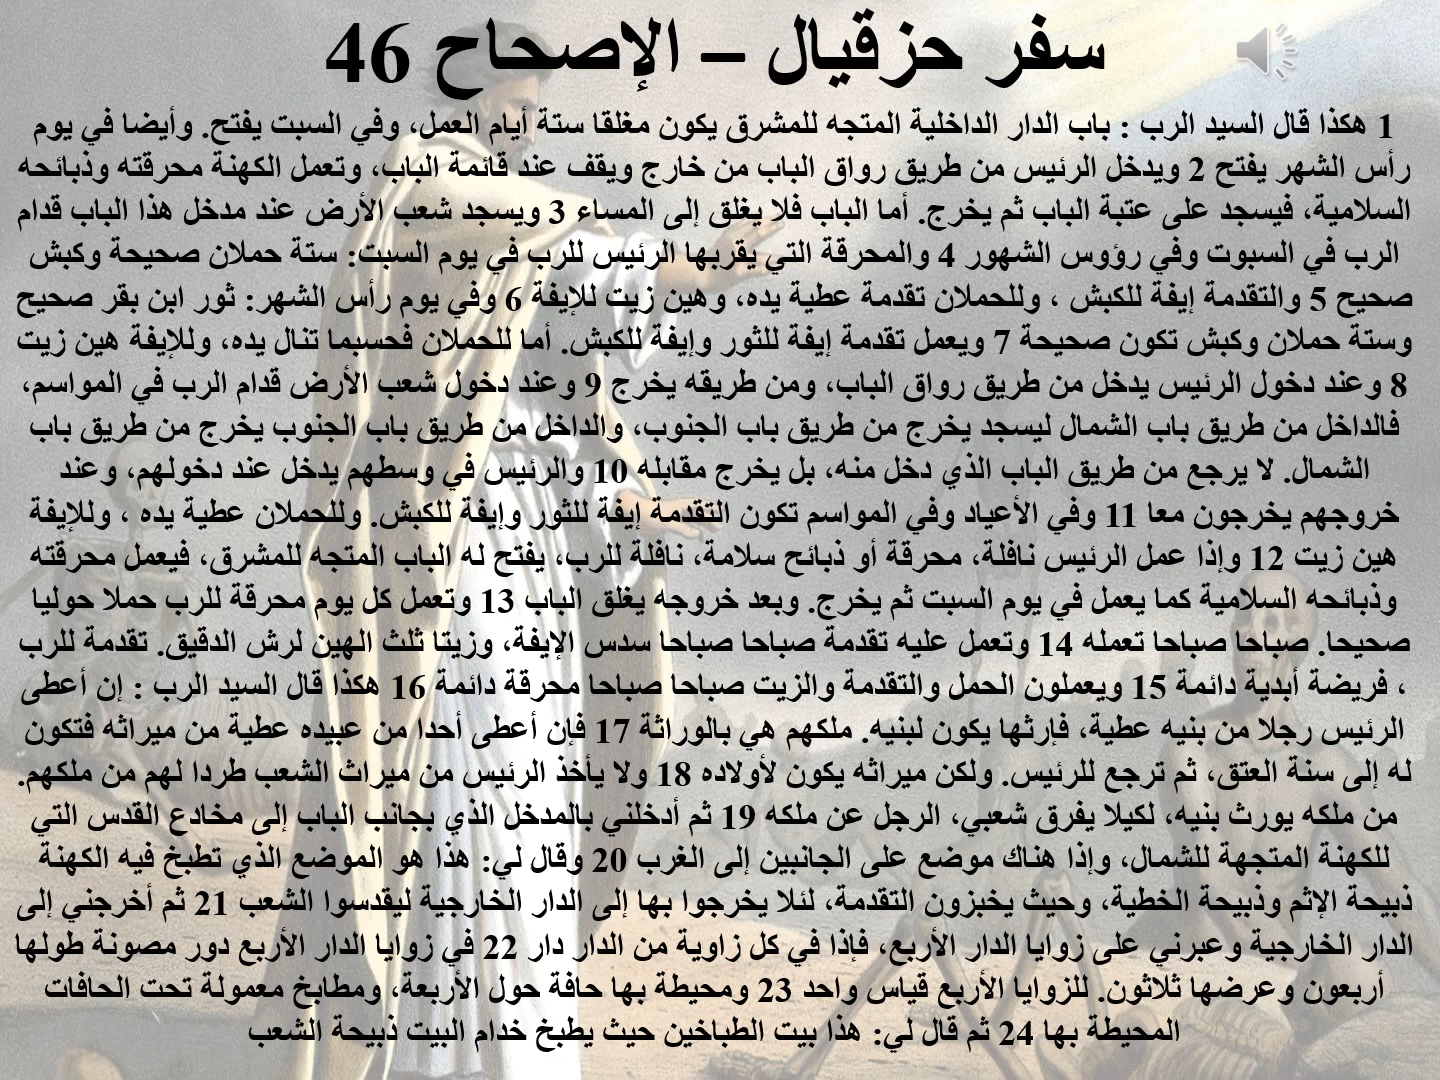 سفر حزقيال – الإصحاح 46
1 هكذا قال السيد الرب : باب الدار الداخلية المتجه للمشرق يكون مغلقا ستة أيام العمل، وفي السبت يفتح. وأيضا في يوم
رأس الشهر يفتح 2 ويدخل الرئيس من طريق رواق الباب من خارج ويقف عند قائمة الباب، وتعمل الكهنة محرقته وذبائحه
السلامية، فيسجد على عتبة الباب ثم يخرج. أما الباب فلا يغلق إلى المساء 3 ويسجد شعب الأرض عند مدخل هذا الباب قدام
الرب في السبوت وفي رؤوس الشهور 4 والمحرقة التي يقربها الرئيس للرب في يوم السبت: ستة حملان صحيحة وكبش
صحيح 5 والتقدمة إيفة للكبش ، وللحملان تقدمة عطية يده، وهين زيت للإيفة 6 وفي يوم رأس الشهر: ثور ابن بقر صحيح
وستة حملان وكبش تكون صحيحة 7 ويعمل تقدمة إيفة للثور وإيفة للكبش. أما للحملان فحسبما تنال يده، وللإيفة هين زيت
8 وعند دخول الرئيس يدخل من طريق رواق الباب، ومن طريقه يخرج 9 وعند دخول شعب الأرض قدام الرب في المواسم،
فالداخل من طريق باب الشمال ليسجد يخرج من طريق باب الجنوب، والداخل من طريق باب الجنوب يخرج من طريق باب
الشمال. لا يرجع من طريق الباب الذي دخل منه، بل يخرج مقابله 10 والرئيس في وسطهم يدخل عند دخولهم، وعند
خروجهم يخرجون معا 11 وفي الأعياد وفي المواسم تكون التقدمة إيفة للثور وإيفة للكبش. وللحملان عطية يده ، وللإيفة
هين زيت 12 وإذا عمل الرئيس نافلة، محرقة أو ذبائح سلامة، نافلة للرب، يفتح له الباب المتجه للمشرق، فيعمل محرقته
وذبائحه السلامية كما يعمل في يوم السبت ثم يخرج. وبعد خروجه يغلق الباب 13 وتعمل كل يوم محرقة للرب حملا حوليا
صحيحا. صباحا صباحا تعمله 14 وتعمل عليه تقدمة صباحا صباحا سدس الإيفة، وزيتا ثلث الهين لرش الدقيق. تقدمة للرب
، فريضة أبدية دائمة 15 ويعملون الحمل والتقدمة والزيت صباحا صباحا محرقة دائمة 16 هكذا قال السيد الرب : إن أعطى
الرئيس رجلا من بنيه عطية، فإرثها يكون لبنيه. ملكهم هي بالوراثة 17 فإن أعطى أحدا من عبيده عطية من ميراثه فتكون
له إلى سنة العتق، ثم ترجع للرئيس. ولكن ميراثه يكون لأولاده 18 ولا يأخذ الرئيس من ميراث الشعب طردا لهم من ملكهم.
من ملكه يورث بنيه، لكيلا يفرق شعبي، الرجل عن ملكه 19 ثم أدخلني بالمدخل الذي بجانب الباب إلى مخادع القدس التي
للكهنة المتجهة للشمال، وإذا هناك موضع على الجانبين إلى الغرب 20 وقال لي: هذا هو الموضع الذي تطبخ فيه الكهنة
ذبيحة الإثم وذبيحة الخطية، وحيث يخبزون التقدمة، لئلا يخرجوا بها إلى الدار الخارجية ليقدسوا الشعب 21 ثم أخرجني إلى
الدار الخارجية وعبرني على زوايا الدار الأربع، فإذا في كل زاوية من الدار دار 22 في زوايا الدار الأربع دور مصونة طولها
أربعون وعرضها ثلاثون. للزوايا الأربع قياس واحد 23 ومحيطة بها حافة حول الأربعة، ومطابخ معمولة تحت الحافات
المحيطة بها 24 ثم قال لي: هذا بيت الطباخين حيث يطبخ خدام البيت ذبيحة الشعب